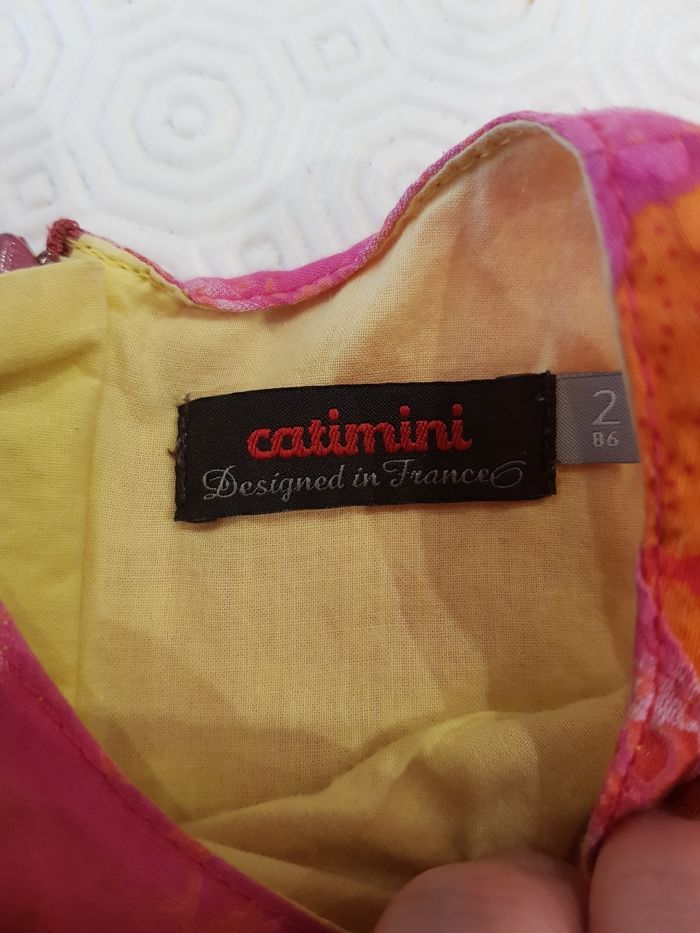 catimini
Designed in France
2
86